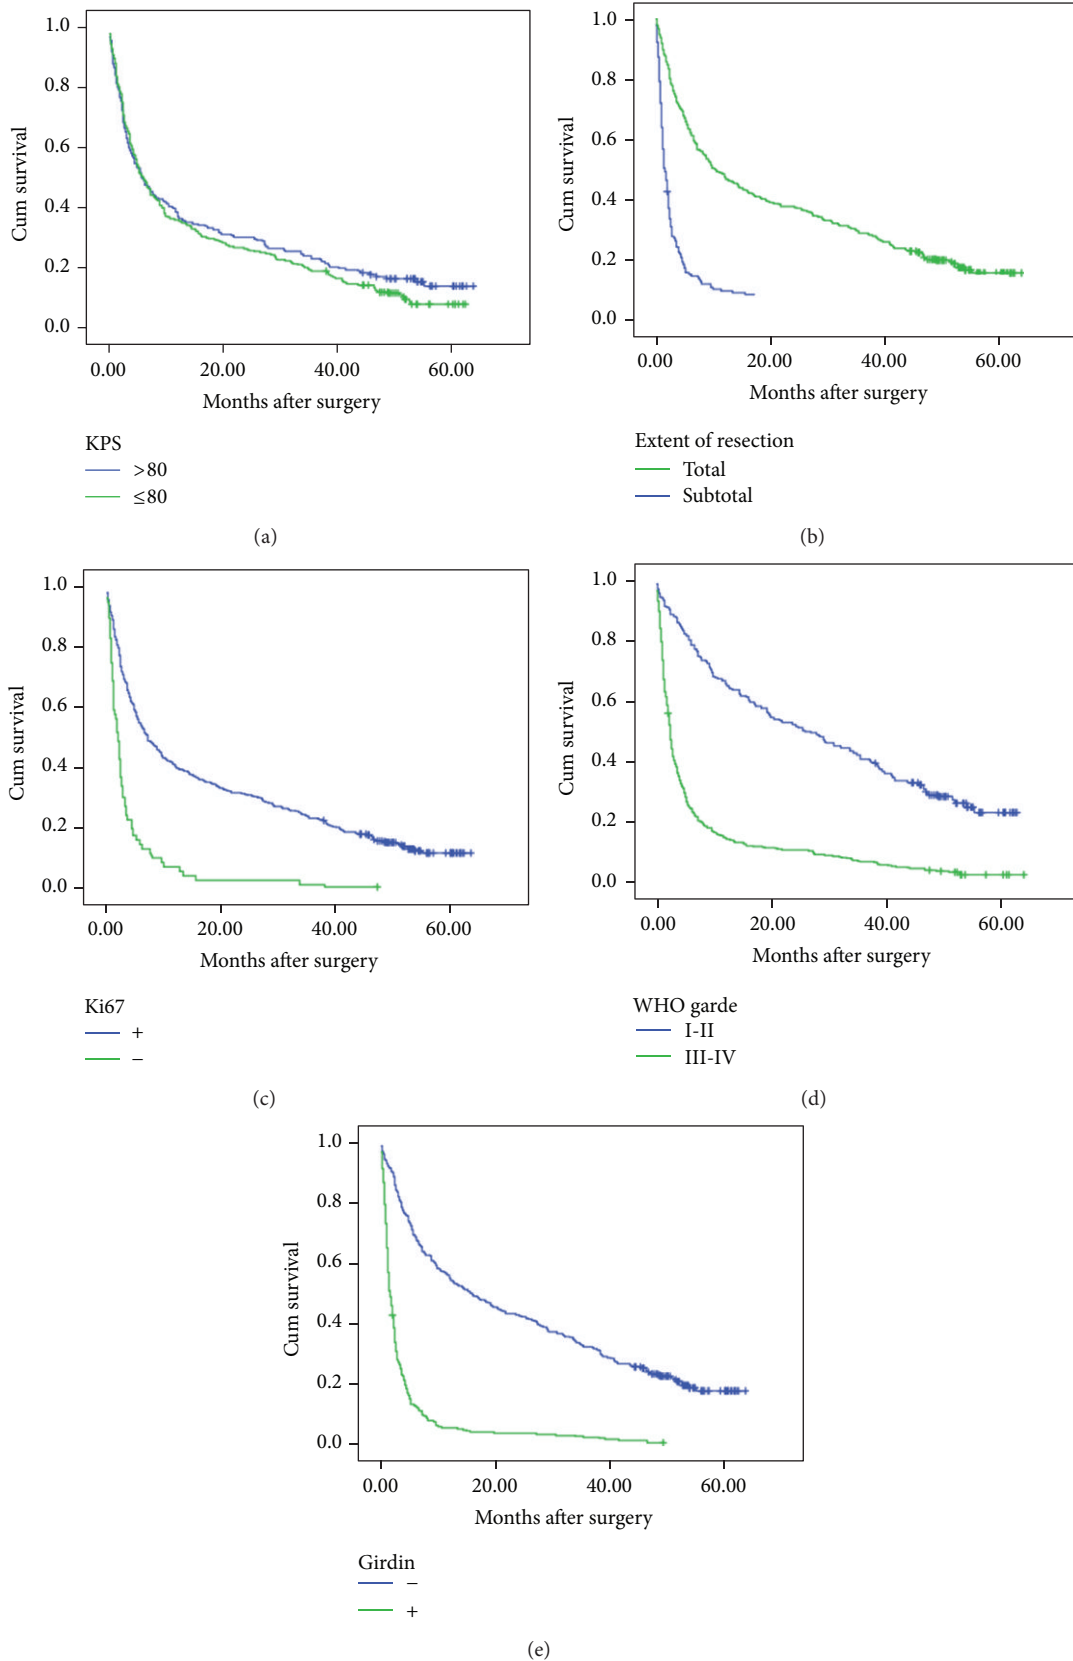 1.0
0.8
0.6
0.4
0.2
0.0
Cum survival
0.00 20.00 40.00 60.00
Months after surgery
KPS
>80
≤80
(a)
1.0
0.8
0.6
0.4
0.2
0.0
Cum survival
0.00 20.00 40.00 60.00
Months after surgery
Extent of resection
Total
Subtotal
(b)
1.0
0.8
0.6
0.4
0.2
0.0
Cum survival
0.00 20.00 40.00 60.00
Months after surgery
Ki67
+
−
(c)
1.0
0.8
0.6
0.4
0.2
0.0
Cum survival
0.00 20.00 40.00 60.00
Months after surgery
WHO garde
I-II
III-IV
(d)
1.0
0.8
0.6
0.4
0.2
0.0
Cum survival
0.00 20.00 40.00 60.00
Months after surgery
Girdin
−
+
(e)